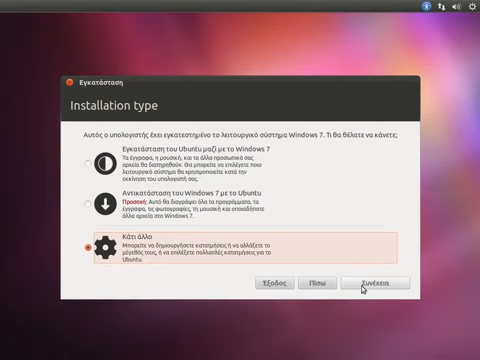 Εγκατάσταση
Installation type
Αυτός ο υπολογιστής έχει εγκατεστημένο το λειτουργικό σύστημα Windows 7. Τι θα θέλατε να κάνετε;
Εγκατάσταση του Ubuntu μαζί με το Windows 7
Τα έγγραφα, η μουσική, και τα άλλα προσωπικά σας
αρχεία θα διατηρηθούν. Θα μπορείτε να επιλέγετε ποιο
λειτουργικό σύστημα θα χρησιμοποιείτε κατά την
εκκίνηση του υπολογιστή σας.
Αντικατάσταση του Windows 7 με το Ubuntu
Προσοχή: Αυτό θα διαγράψει όλα τα προγράμματα, τα
έγγραφα, τις φωτογραφίες, τη μουσική και οποιαδήποτε
άλλα αρχεία στο Windows 7.
Κάτι άλλο
Μπορείτε να δημιουργήσετε κατατμήσεις ή να αλλάξετε το
μέγεθός τους, ή να επιλέξετε πολλαπλές κατατμήσεις για το
Ubuntu.
Έξοδος
Πίσω
Συνέχεια